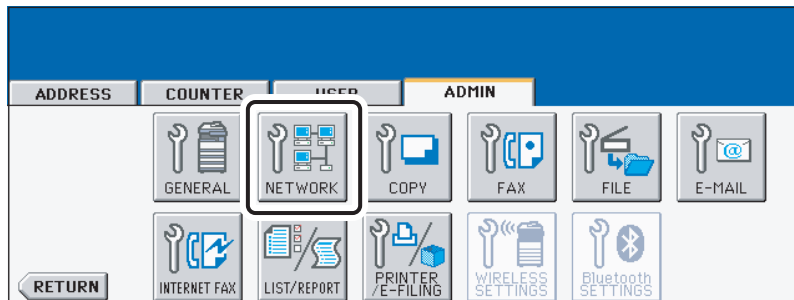 ADDRESS COUNTER USER ADMIN
GENERAL NETWORK COPY FAX FILE E-MAIL
@
INTERNET FAX LIST/REPORT PRINTER /E-FILING WIRELESS SETTINGS Bluetooth SETTINGS
RETURN